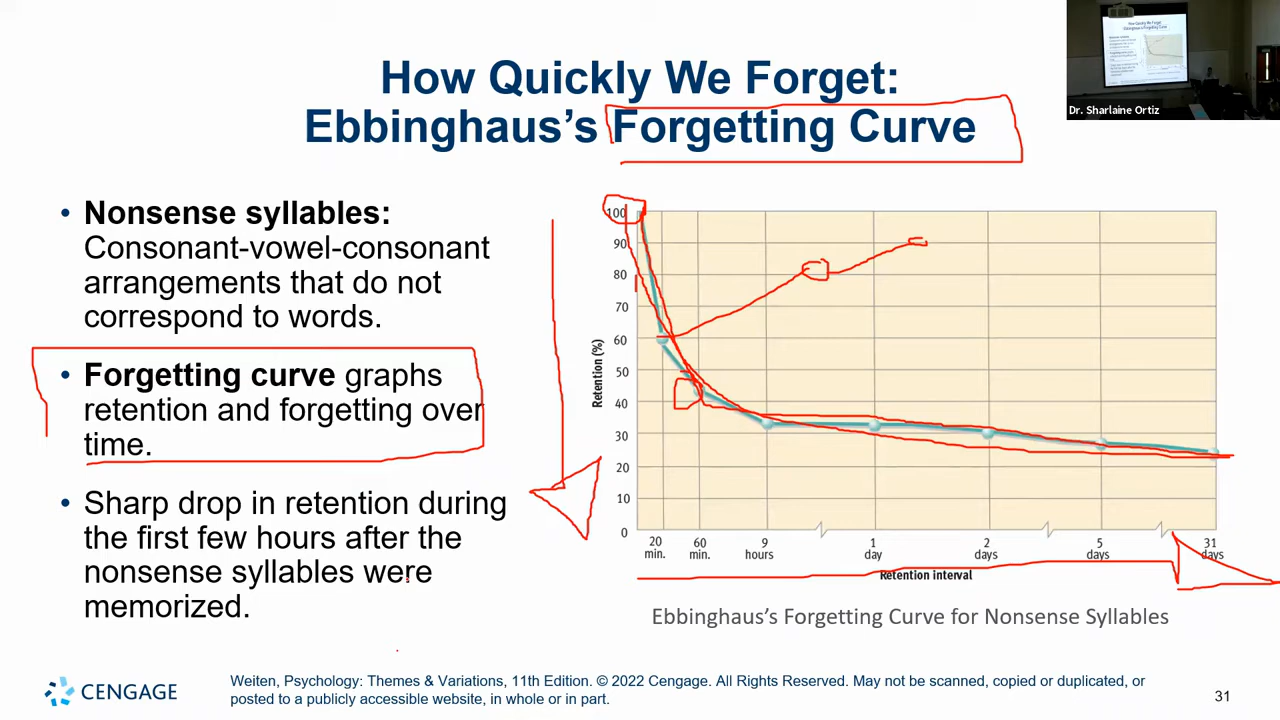 How Quickly We Forget:
Ebbinghaus's Forgetting Curve
Dr. Sharlaine Ortiz
• Nonsense syllables:
Consonant-vowel-consonant
arrangements that do not
correspond to words.
• Forgetting curve graphs
retention and forgetting over
time.
• Sharp drop in retention during
the first few hours after the
nonsense syllables were
memorized.
Retention (%)
100
90
80
70
60
50
40
30
20
10
0
20 min.
60 min.
9 hours
1 day
2 days
5 days
31 days
Retention interval
Ebbinghaus's Forgetting Curve for Nonsense Syllables
CENGAGE
Weiten, Psychology: Themes & Variations, 11th Edition. © 2022 Cengage. All Rights Reserved. May not be scanned, copied or duplicated, or
posted to a publicly accessible website, in whole or in part.
31